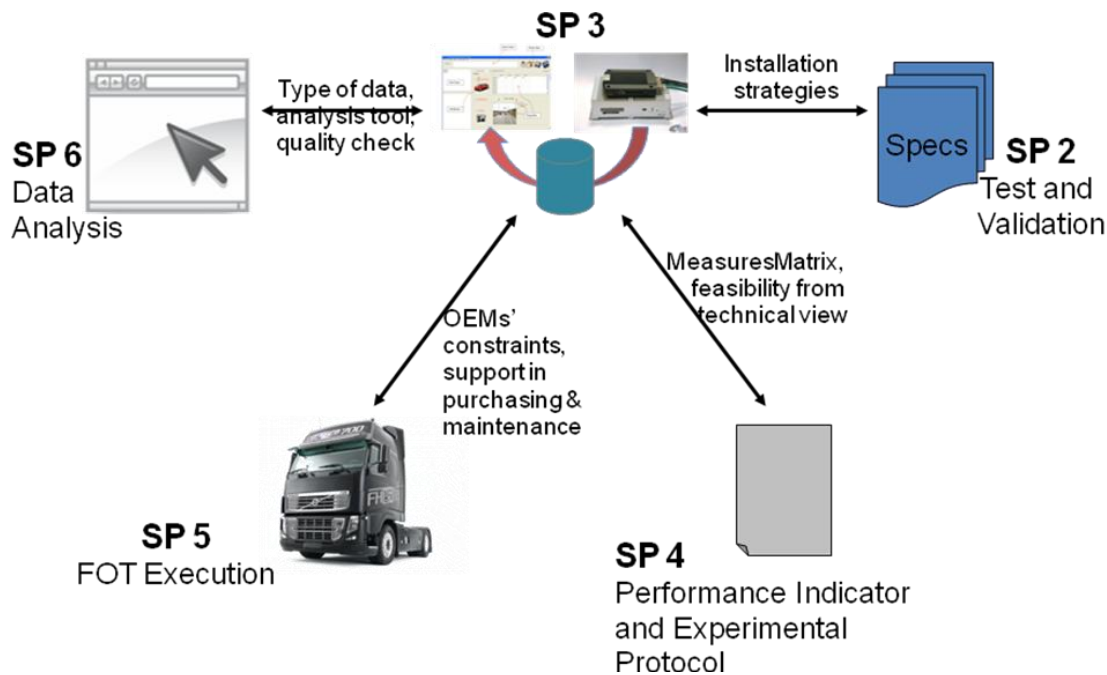 SP 3
Type of data,
analysis tool,
quality check
Installation
strategies
SP 6
Data
Analysis
Specs
SP 2
Test and
Validation
MeasuresMatrix,
feasibility from
technical view
OEMs'
constraints,
support in
purchasing &
maintenance
SP 5
FOT Execution
SP 4
Performance Indicator
and Experimental
Protocol